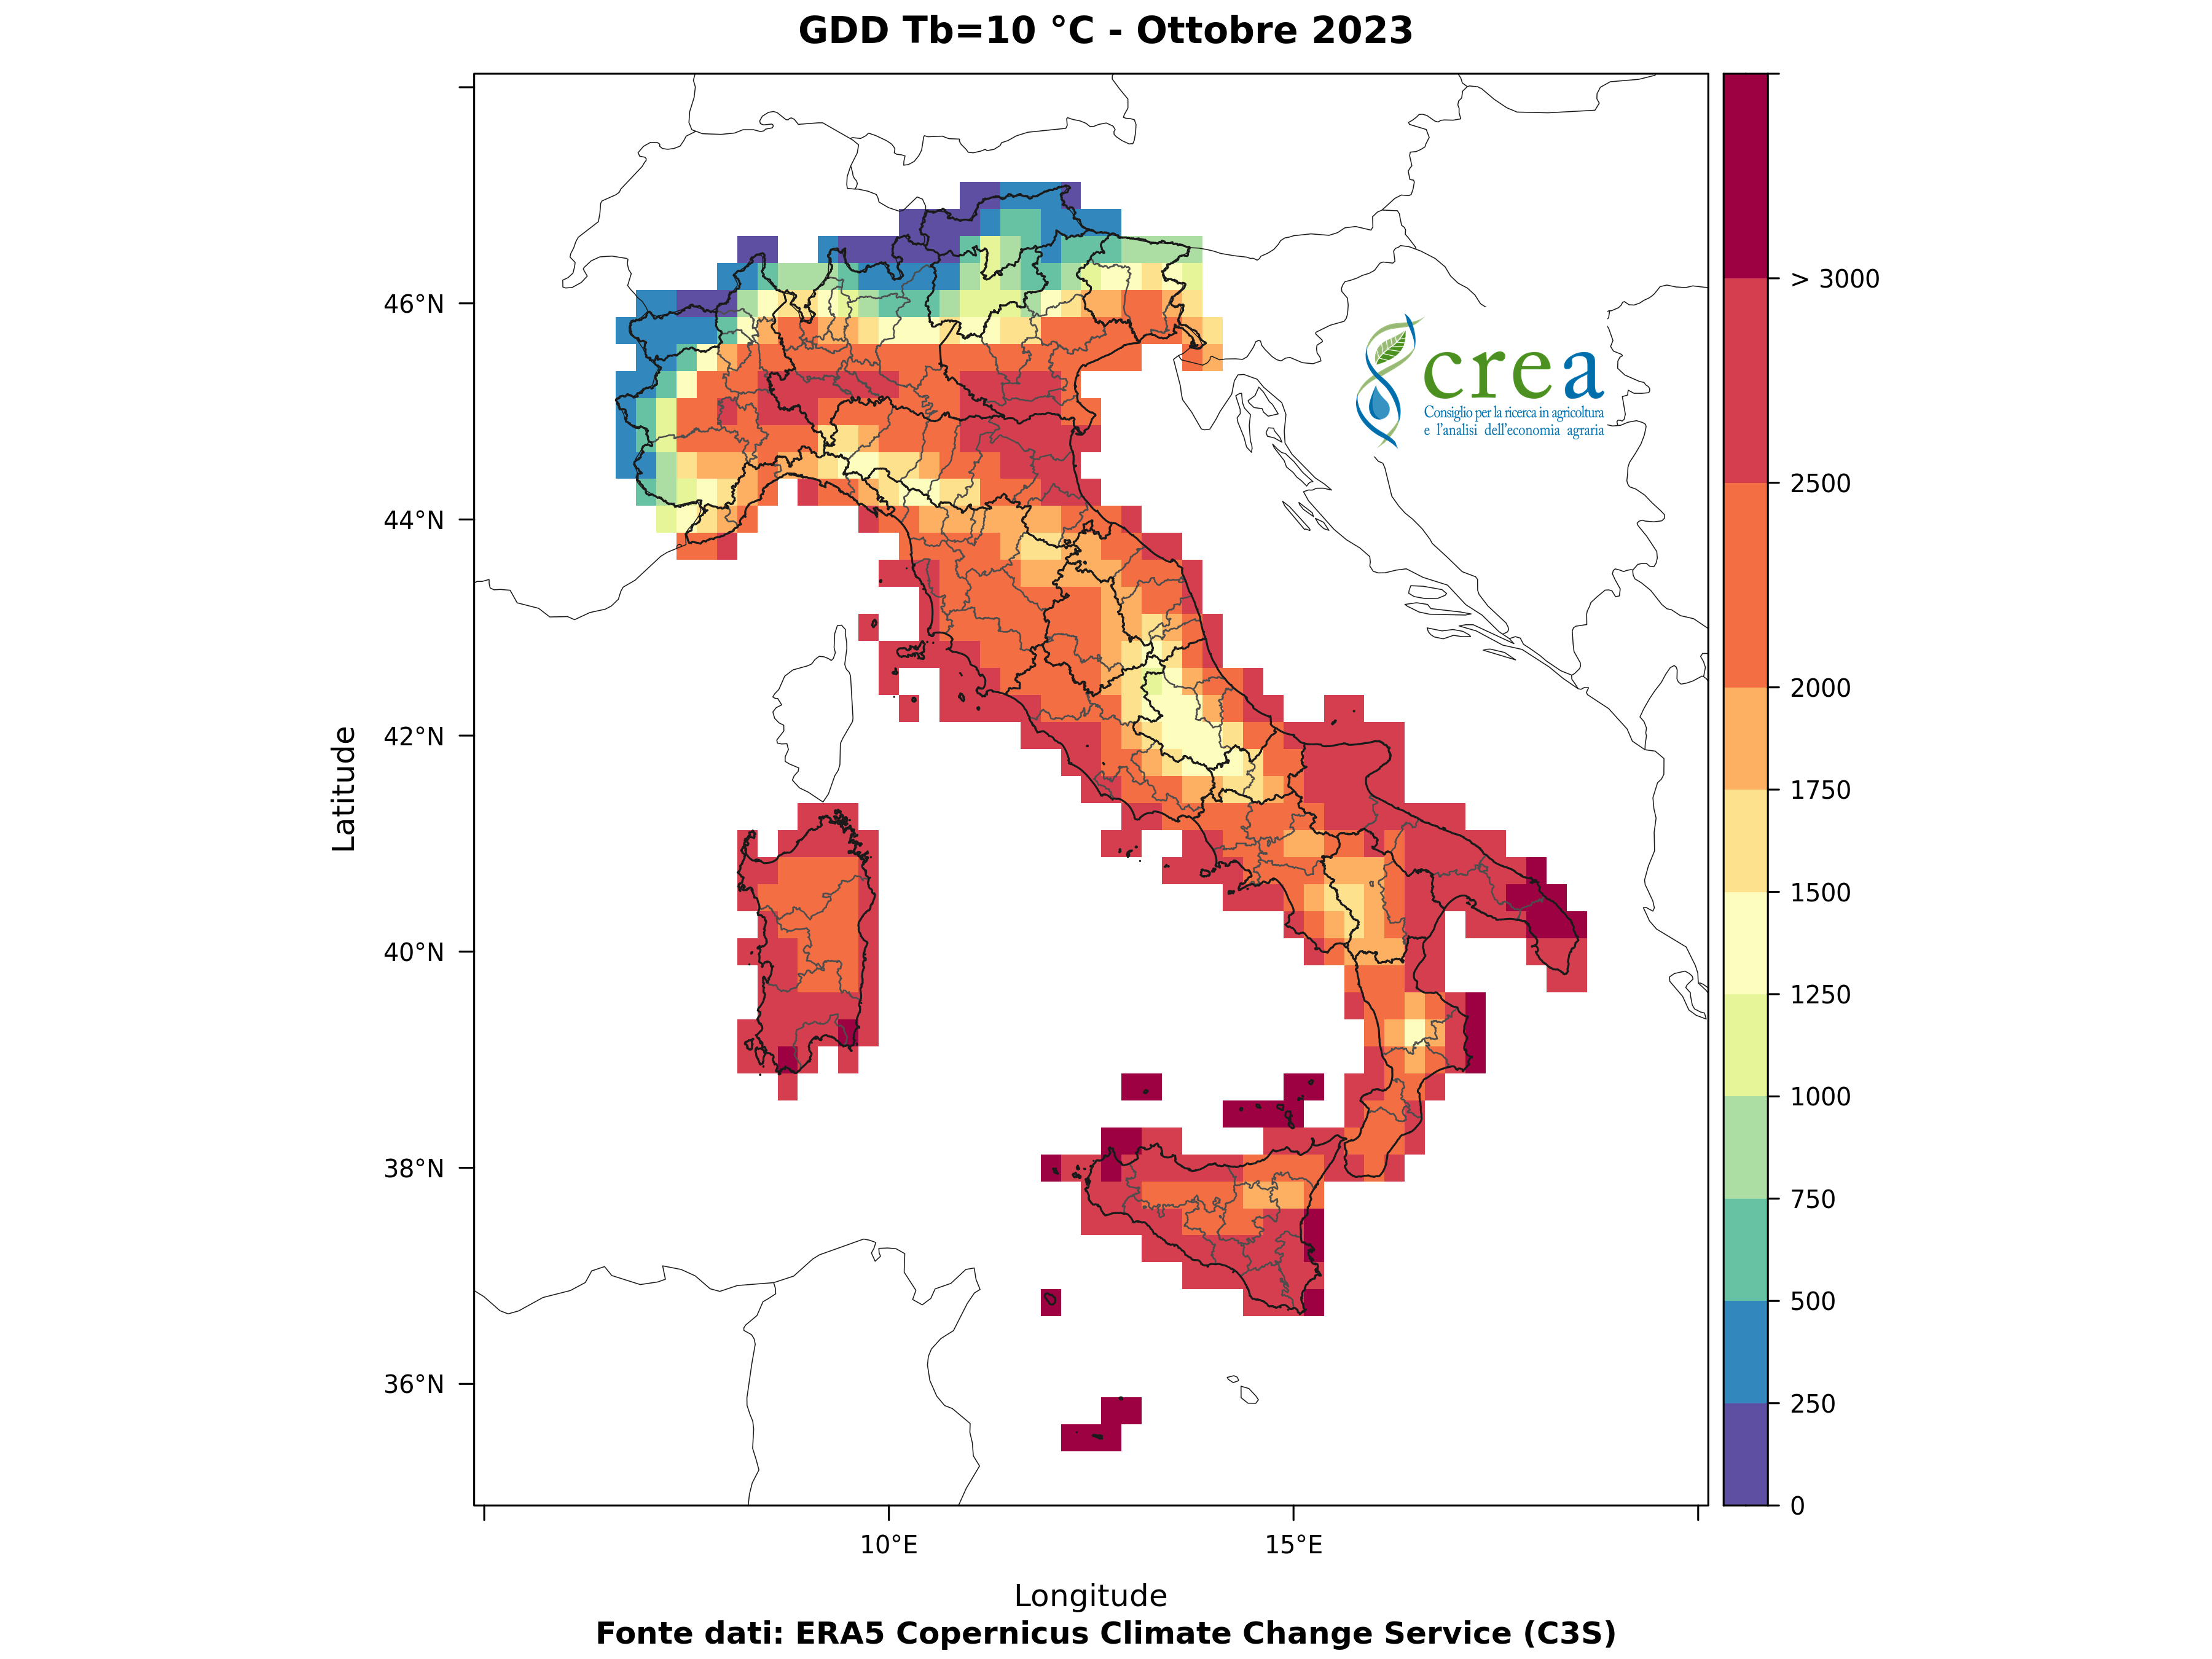 GDD Tb=10 °C - Ottobre 2023
> 3000
46°N
crea
Consiglio per la ricerca in agricoltura
e l'analisi dell'economia agraria
2500
44°N
2000
42°N
Latitude
1750
1500
40°N
1250
1000
38°N
750
500
36°N
250
0
10°E
15°E
Longitude
Fonte dati: ERA5 Copernicus Climate Change Service (C3S)